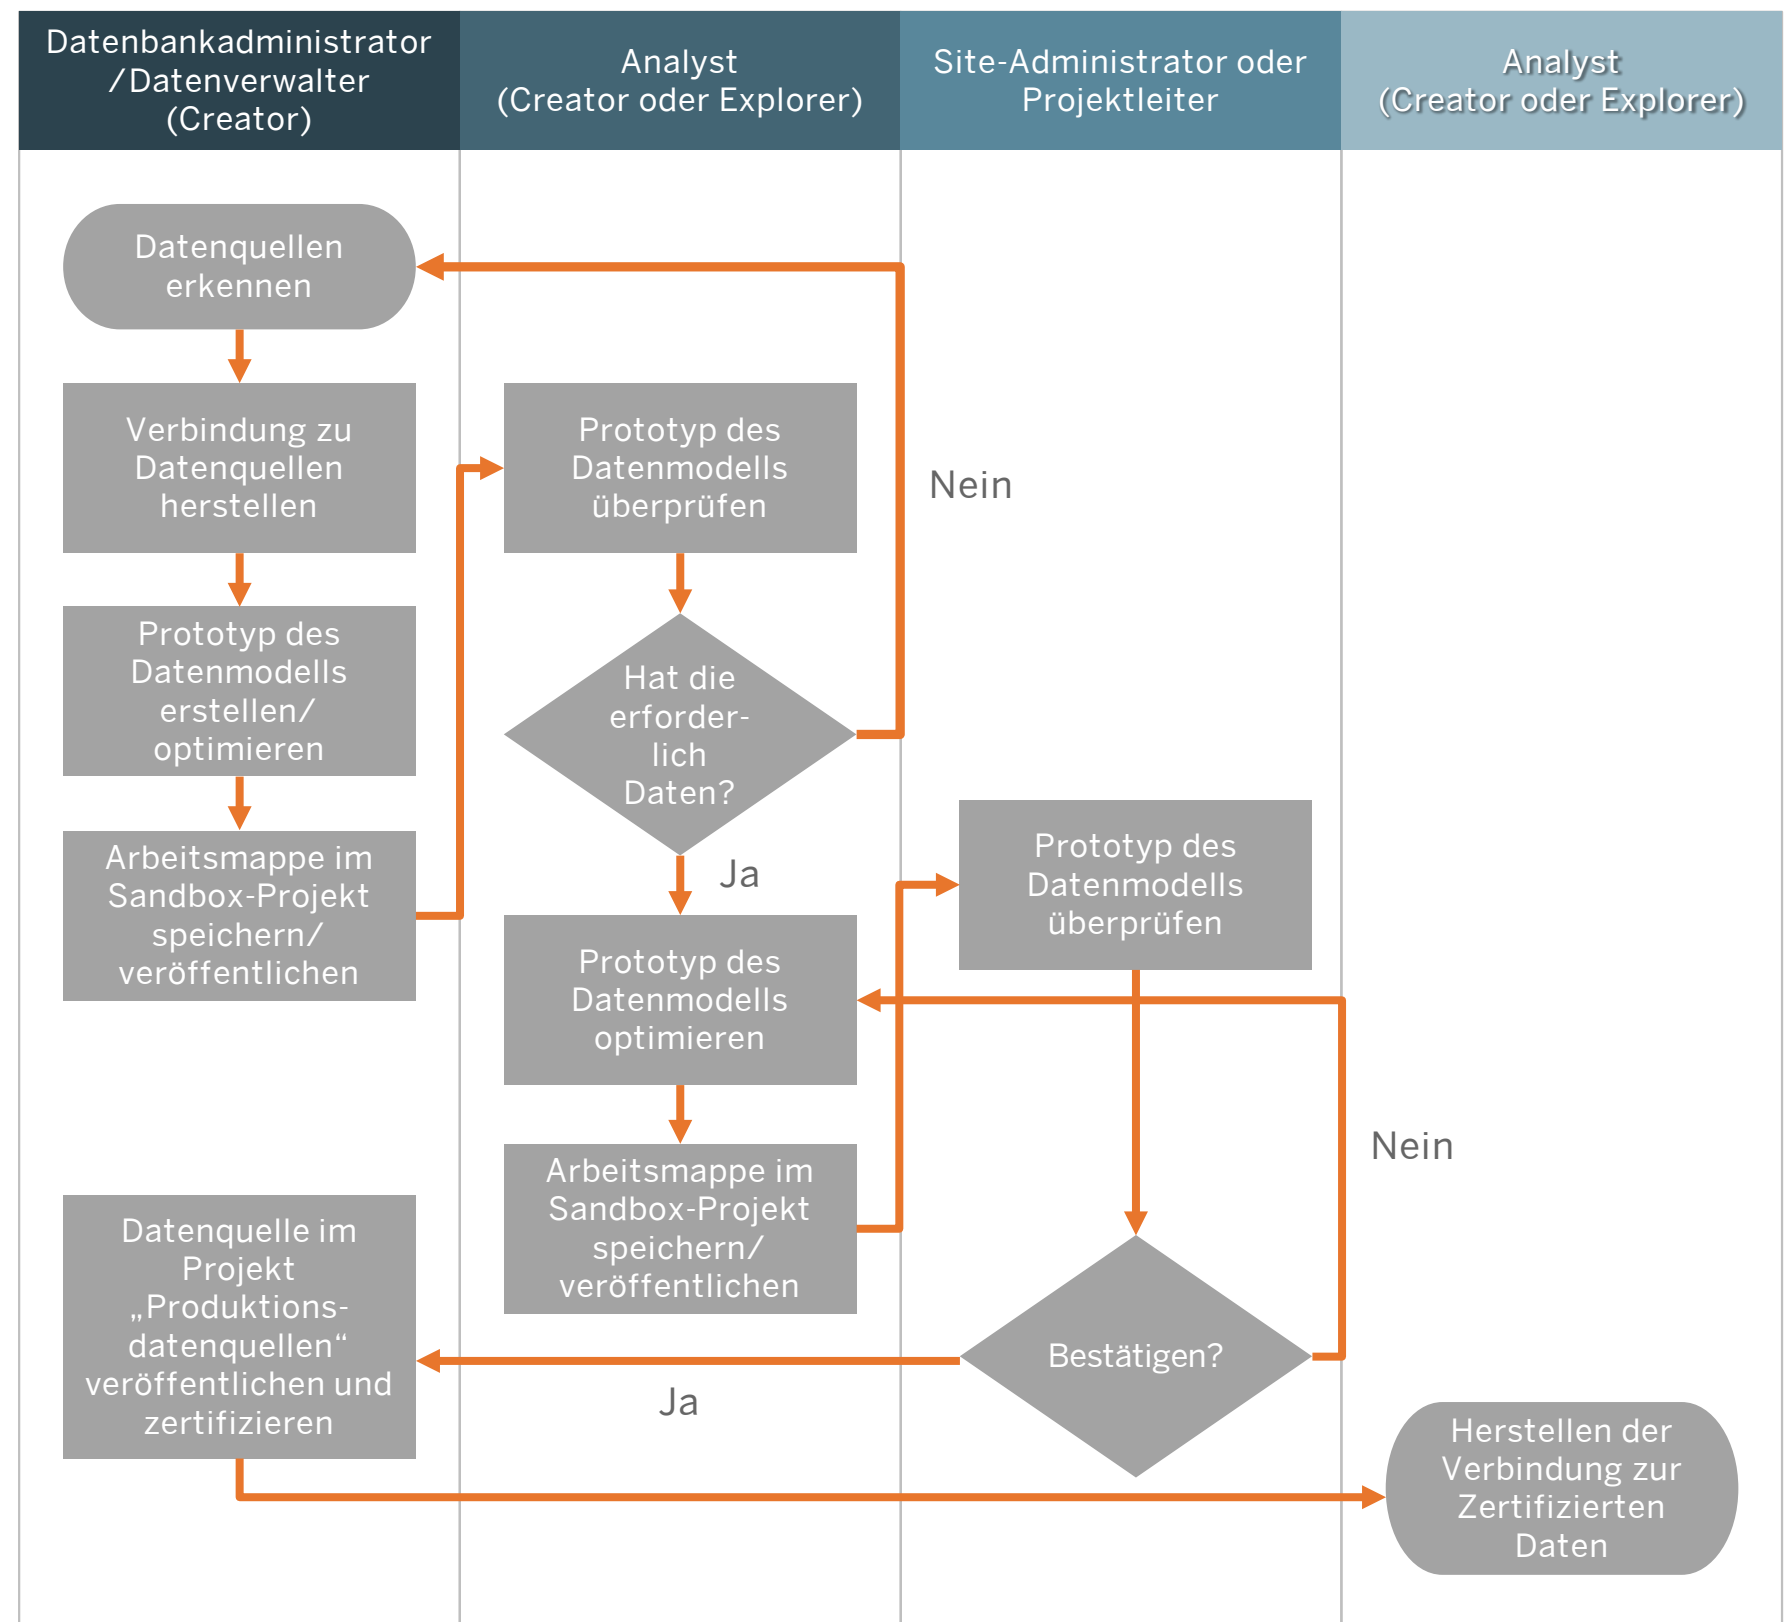 Datenbankadministrator
/Datenverwalter
(Creator)
Analyst
(Creator oder Explorer)
Site-Administrator oder
Projektleiter
Analyst
(Creator oder Explorer)
Datenquellen
erkennen
Verbindung zu
Datenquellen
herstellen
Prototyp des
Datenmodells
erstellen/
optimieren
Arbeitsmappe im
Sandbox-Projekt
speichern/
veröffentlichen
Prototyp des
Datenmodells
überprüfen
Nein
Hat die
erforder-
lich
Daten?
Ja
Prototyp des
Datenmodells
optimieren
Arbeitsmappe im
Sandbox-Projekt
speichern/
veröffentlichen
Prototyp des
Datenmodells
überprüfen
Nein
Bestätigen?
Ja
Datenquelle im
Projekt
„Produktions-
datenquellen“
veröffentlichen und
zertifizieren
Herstellen der
Verbindung zur
Zertifizierten
Daten